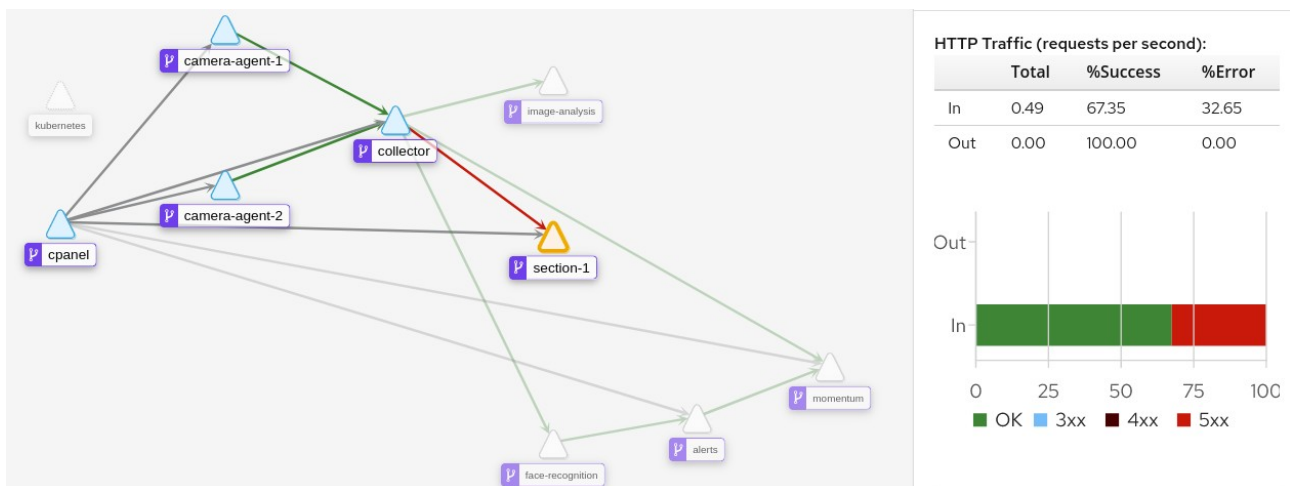 camera-agent-1
kubernetes
image-analysis
collector
camera-agent-2
cpanel
section-1
momentum
alerts
face-recognition
HTTP Traffic (requests per second):
Total %Success %Error
In 0.49 67.35 32.65
Out 0.00 100.00 0.00
Out
In
0 25 50 75 100
OK 3xx 4xx 5xx